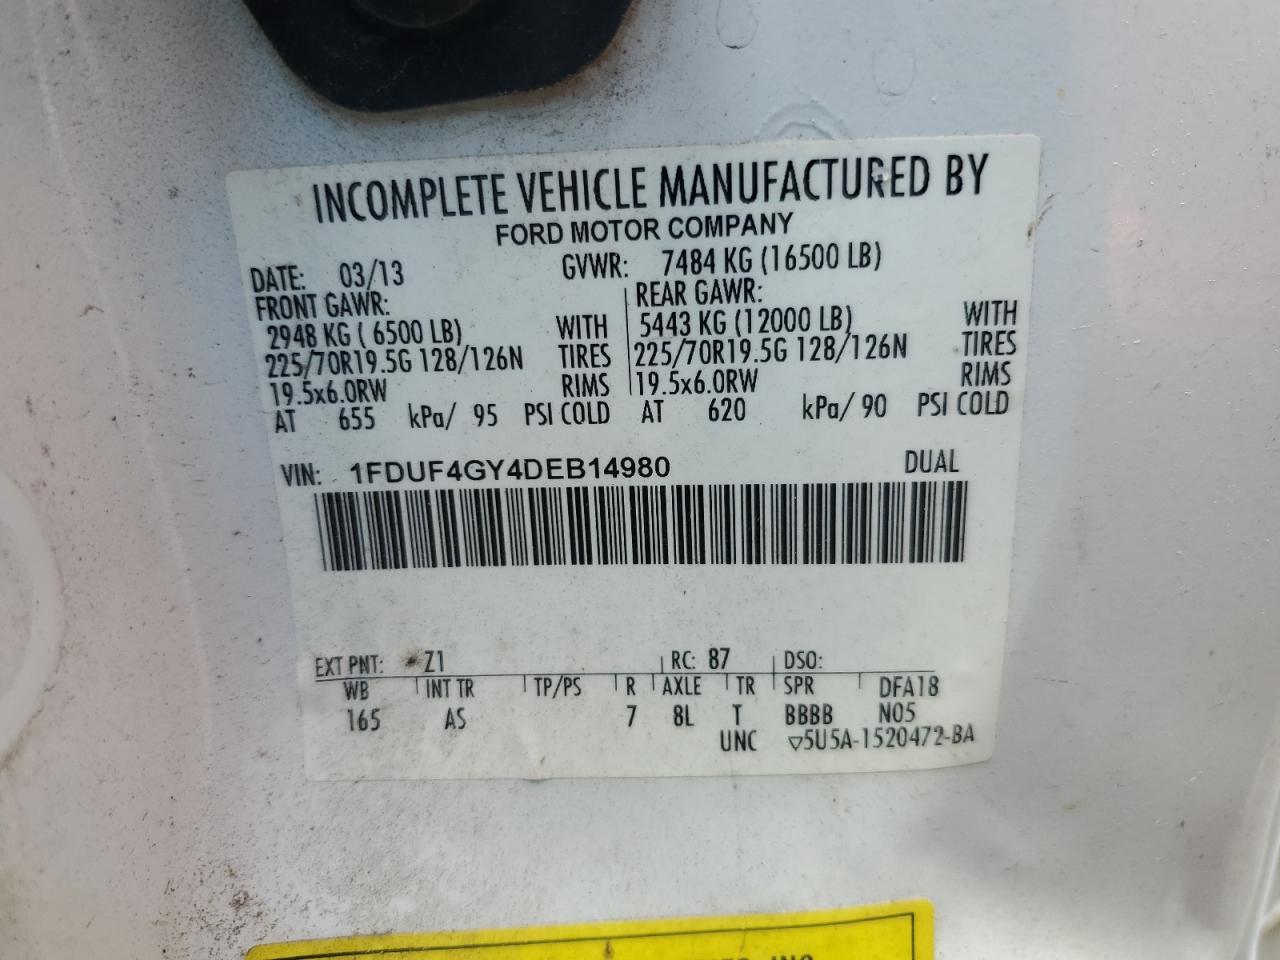 INCOMPLETE VEHICLE MANUFACTURED BY
FORD MOTOR COMPANY
DATE: 03/13 GVWR: 7484 KG (16500 LB)
FRONT GAWR: REAR GAWR:
2948 KG ( 6500 LB) WITH 5443 KG (12000 LB) WITH
225/70R19.5G 128/126N TIRES 225/70R19.5G 128/126N TIRES
19.5x6.0RW RIMS 19.5x6.0RW RIMS
AT 655 kPa/ 95 PSI COLD AT 620 kPa/ 90 PSI COLD
VIN: 1FDUF4GY4DEB14980 DUAL
EXT PNT: Z1 RC: 87 DSO:
WB INT TR TP/PS R AXLE TR SPR DFA18
165 AS 7 8L T BBBB N05
UNC ▽5U5A-1520472-BA
INC